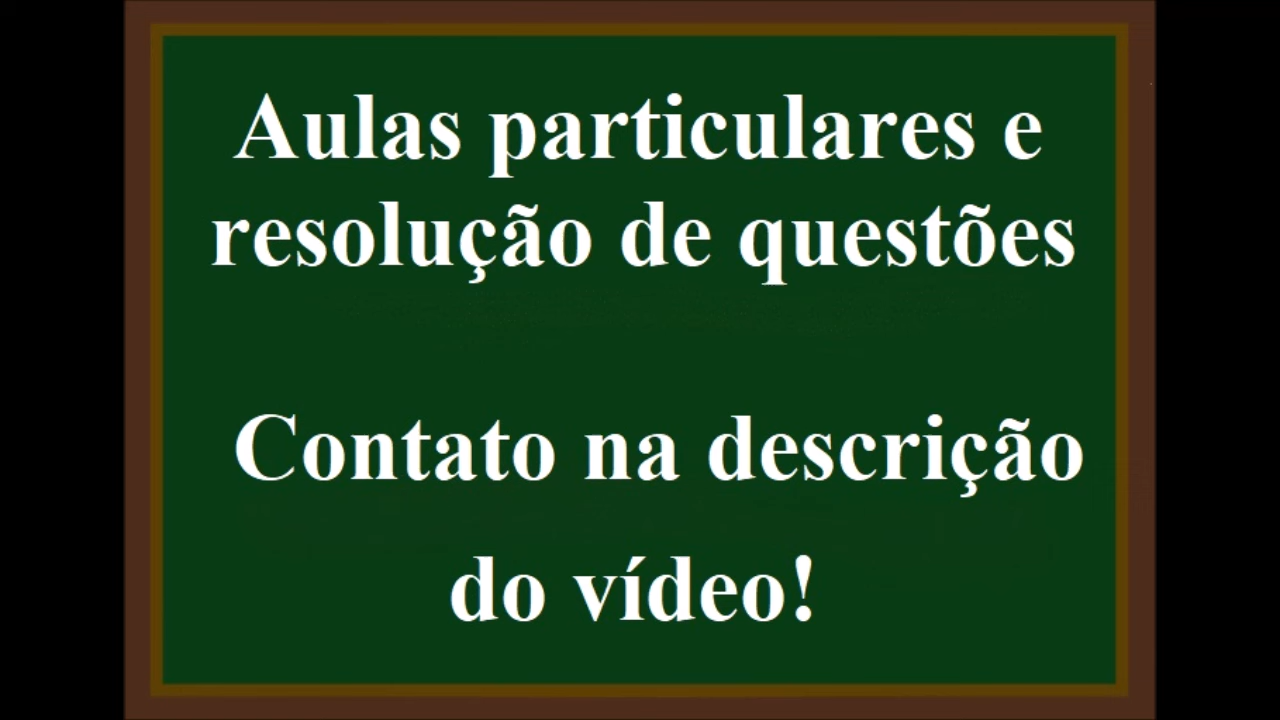 Aulas particulares e
resolução de questões
Contato na descrição
do vídeo!